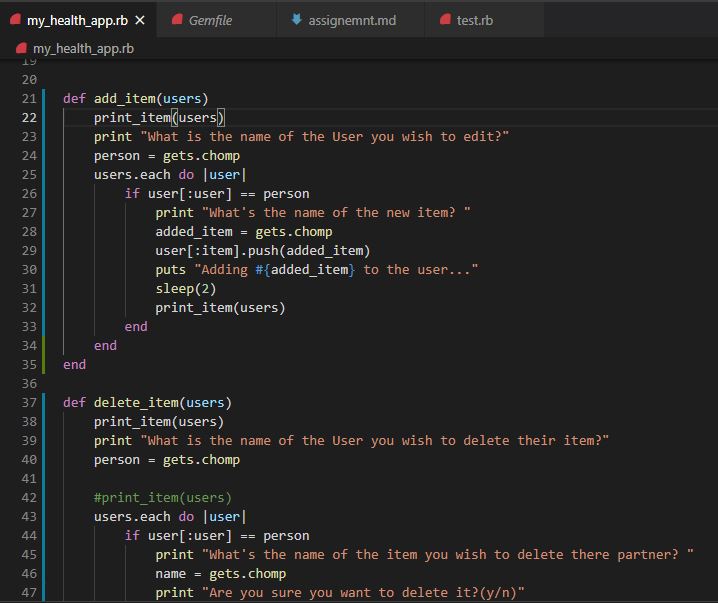 my_health_app.rb
Gemfile
assignemnt.md
test.rb
my_health_app.rb
19
20
21 def add_item(users)
22 print_item(users)
23 print "What is the name of the User you wish to edit?"
24 person = gets.chomp
25 users.each do |user|
26 if user[:user] == person
27 print "What's the name of the new item? "
28 added_item = gets.chomp
29 user[:item].push(added_item)
30 puts "Adding #{added_item} to the user..."
31 sleep(2)
32 print_item(users)
33 end
34 end
35 end
36
37 def delete_item(users)
38 print_item(users)
39 print "What is the name of the User you wish to delete their item?"
40 person = gets.chomp
41
42 #print_item(users)
43 users.each do |user|
44 if user[:user] == person
45 print "What's the name of the item you wish to delete there partner? "
46 name = gets.chomp
47 print "Are you sure you want to delete it?(y/n)"